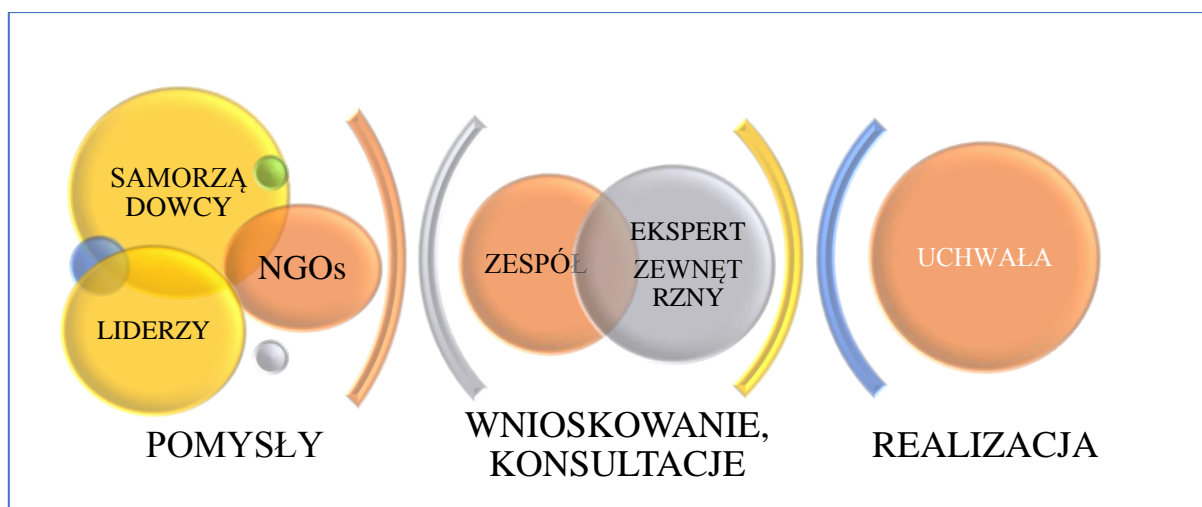 SAMORZĄ
DOWCY
NGOs
LIDERZY
POMYSŁY
ZESPÓŁ
EKSPERT
ZEWNĘT
RZNY
WNIOSKOWANIE,
KONSULTACJE
UCHWAŁA
REALIZACJA